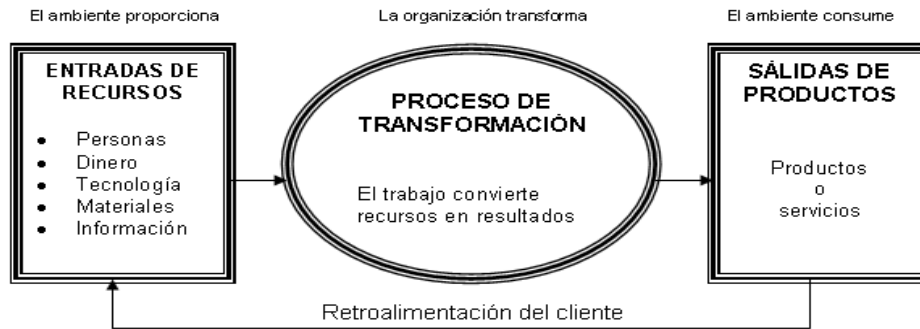 El ambiente proporciona
La organización transforma
El ambiente consume
ENTRADAS DE
RECURSOS
● Personas
● Dinero
● Tecnología
● Materiales
● Información
PROCESO DE
TRANSFORMACIÓN
El trabajo convierte
recursos en resultados
SÁLIDAS DE
PRODUCTOS
Productos
o
servicios
Retroalimentación del cliente